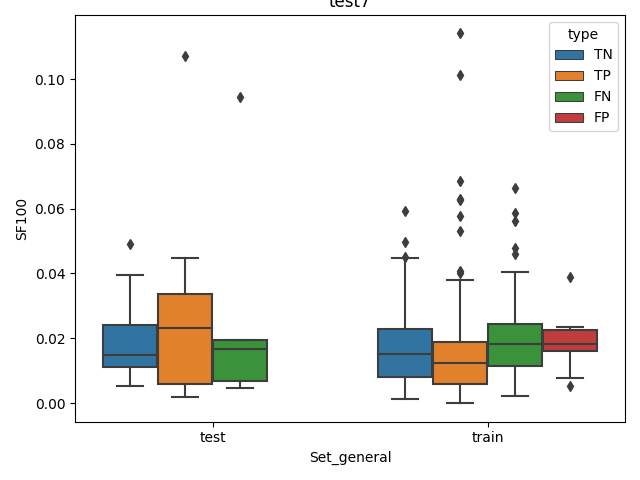 test7
type
TN
TP
FN
FP
0.10
0.08
0.06
0.04
0.02
0.00
SF100
test
train
Set_general